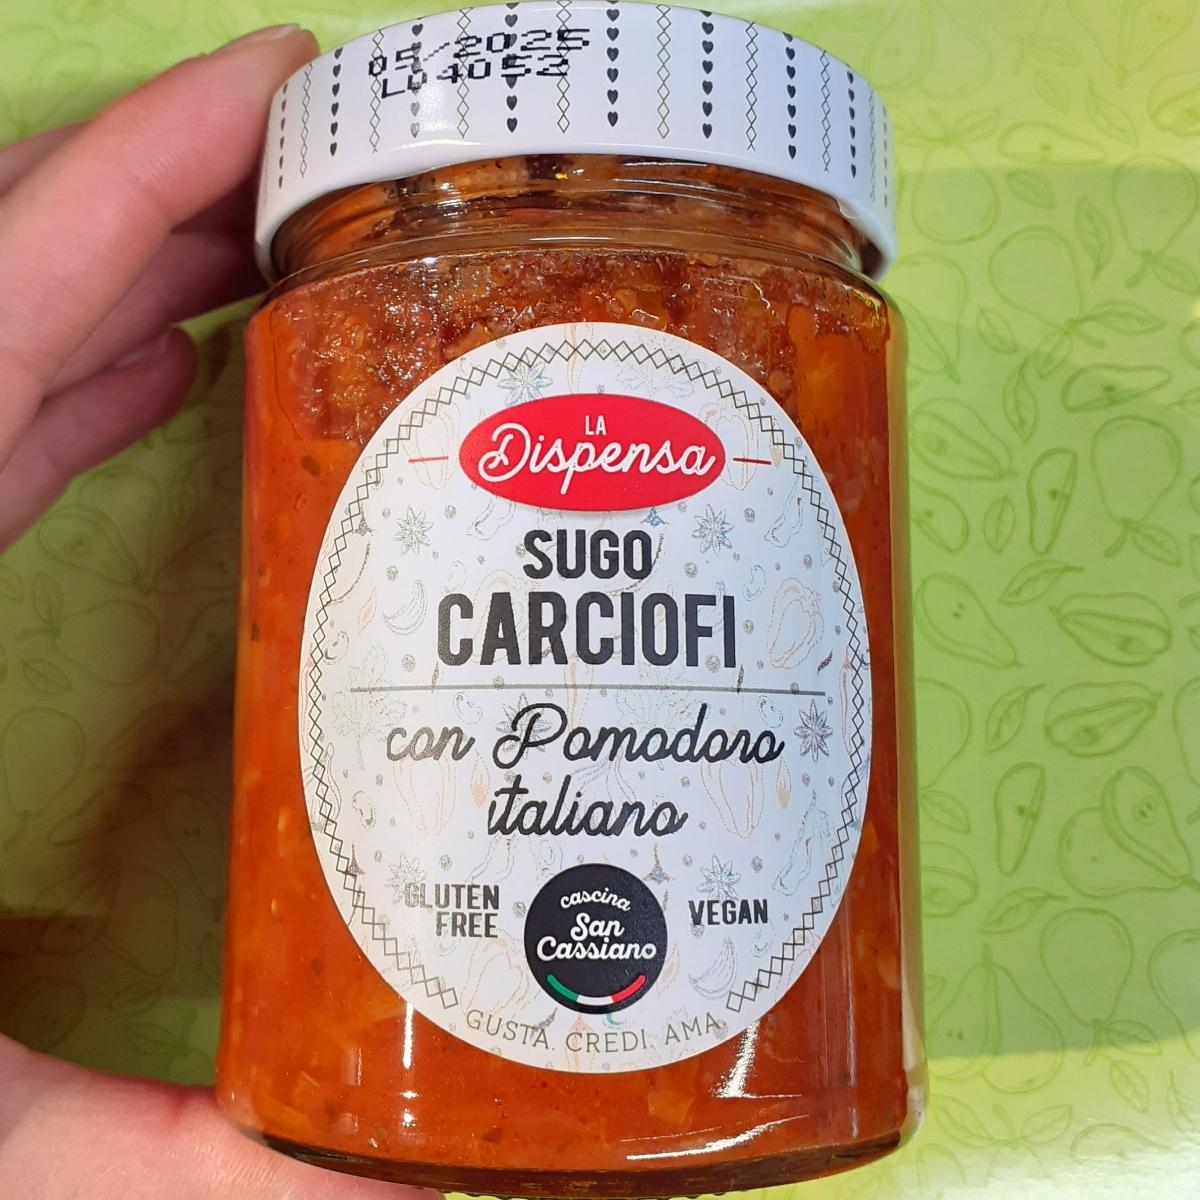 05/2025
L04052
LA
Dispensa
SUGO
CARCIOFI
con Pomodoro
italiano
GLUTEN
FREE
cascina
San
Cassiano
VEGAN
GUSTA. CREDI. AMA.